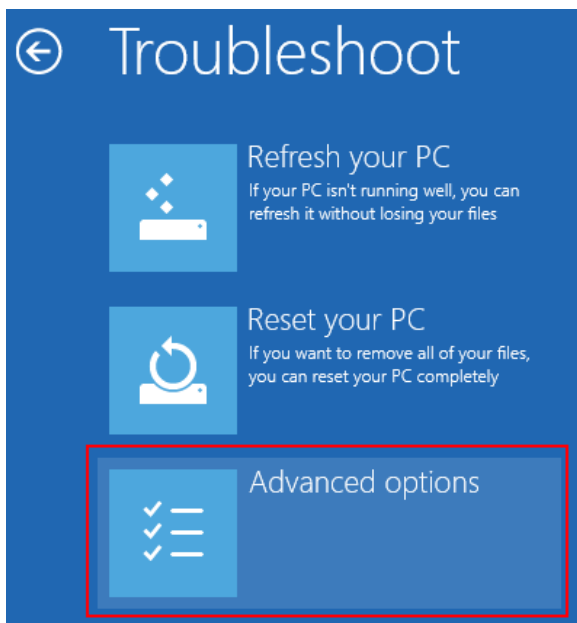 Troubleshoot
Refresh your PC
If your PC isn't running well, you can
refresh it without losing your files
Reset your PC
If you want to remove all of your files,
you can reset your PC completely
Advanced options